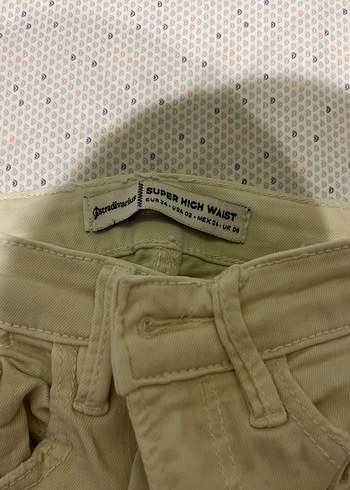 stradivarius
SUPER HIGH WAIST
EUR 34 · USA 02 · MEX 24 · UK 06